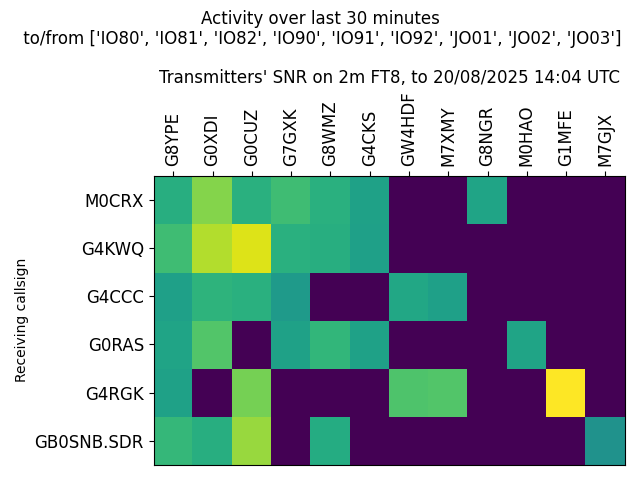 Activity over last 30 minutes
to/from ['IO80', 'IO81', 'IO82', 'IO90', 'IO91', 'IO92', 'JO01', 'JO02', 'JO03']
Transmitters' SNR on 2m FT8, to 20/08/2025 14:04 UTC
G8YPE
G0XDI
G0CUZ
G7GXK
G8WMZ
G4CKS
GW4HDF
M7XMY
G8NGR
M0HAO
G1MFE
M7GJX
Receiving callsign
M0CRX
G4KWQ
G4CCC
G0RAS
G4RGK
GB0SNB.SDR